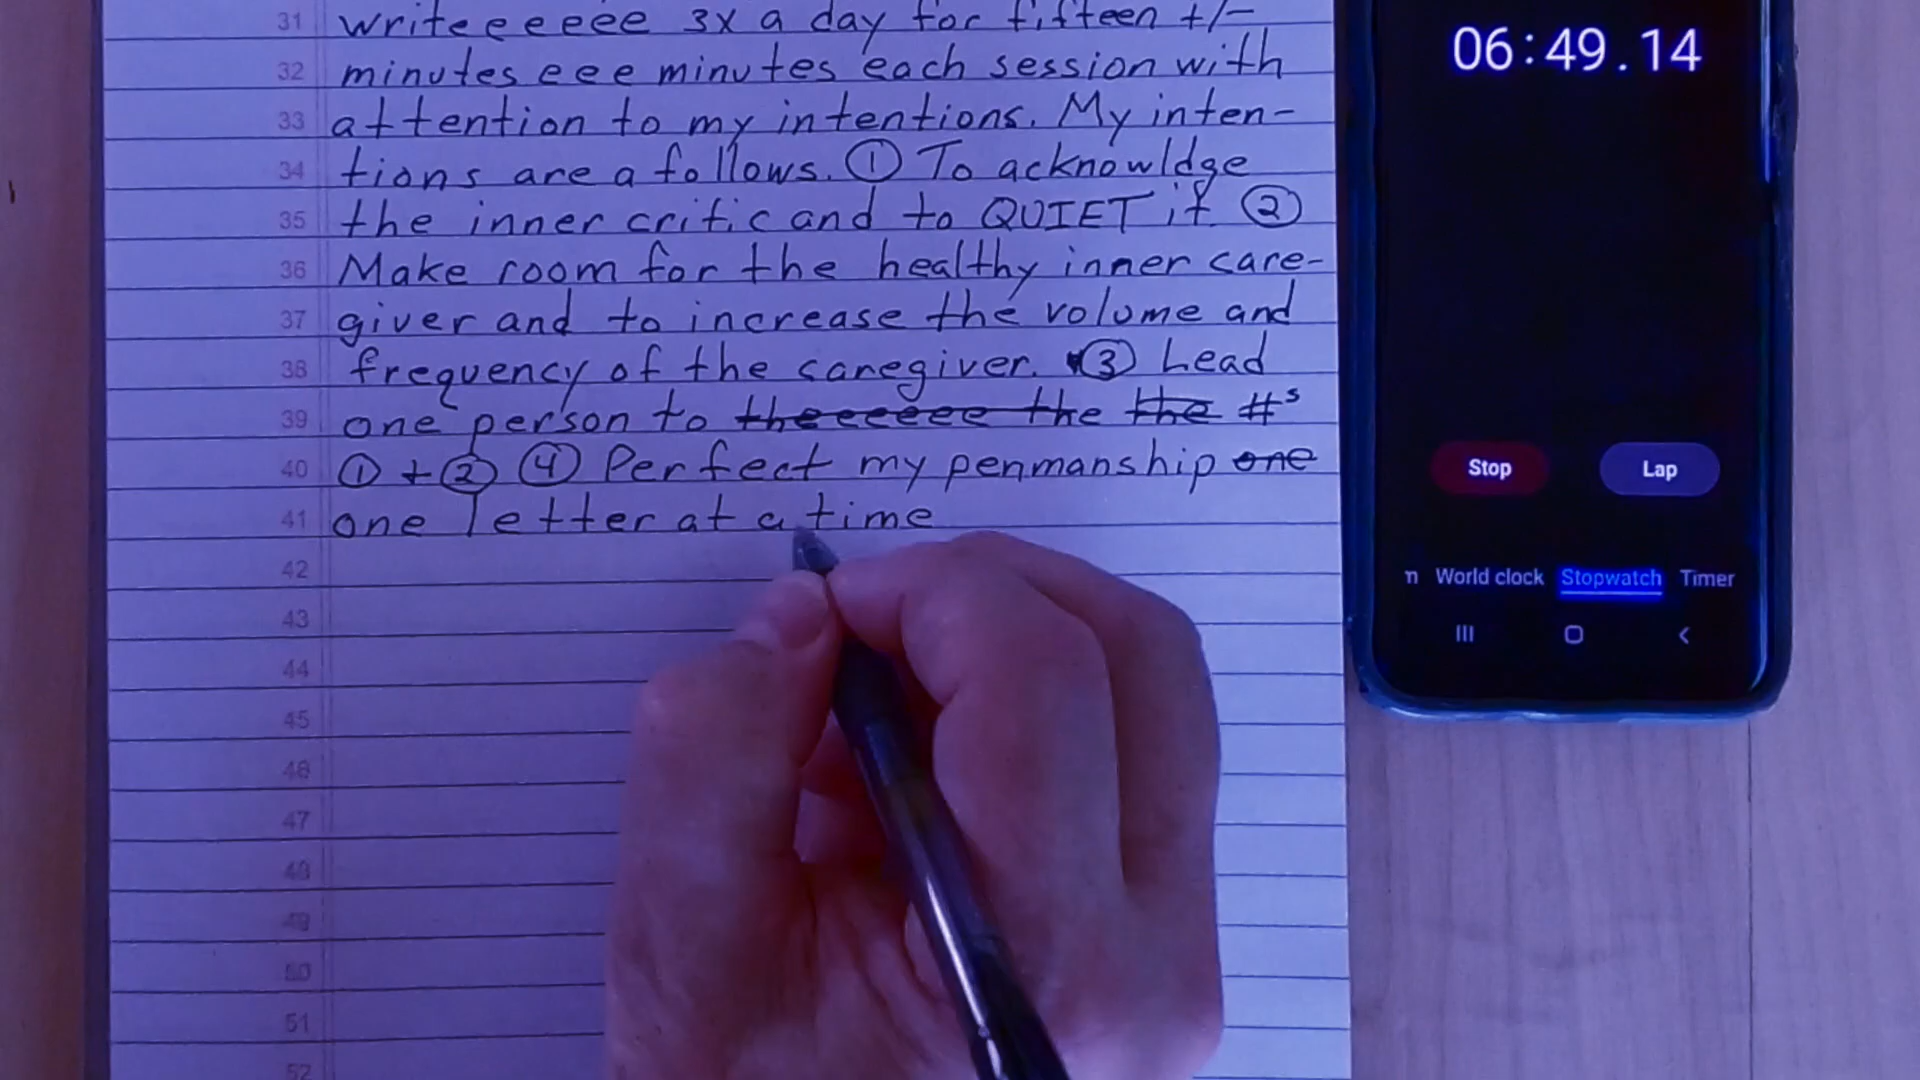 31 writeeeeee 3x a day for fifteen +/-
32 minutes eee minutes each session with
33 attention to my intentions. My inten-
34 tions are a follows. ① To acknowldge
35 the inner critic and to QUIET it. ②
36 Make room for the healthy inner care-
37 giver and to increase the volume and
38 frequency of the caregiver. ③ Lead
39 one person to theeeeee the the #s
40 ① + ② ④ Perfect my penmanship one
41 one letter at a time
42
43
44
45
46
47
48
49
50
51
52
06:49.14
Stop Lap
n World clock Stopwatch Timer